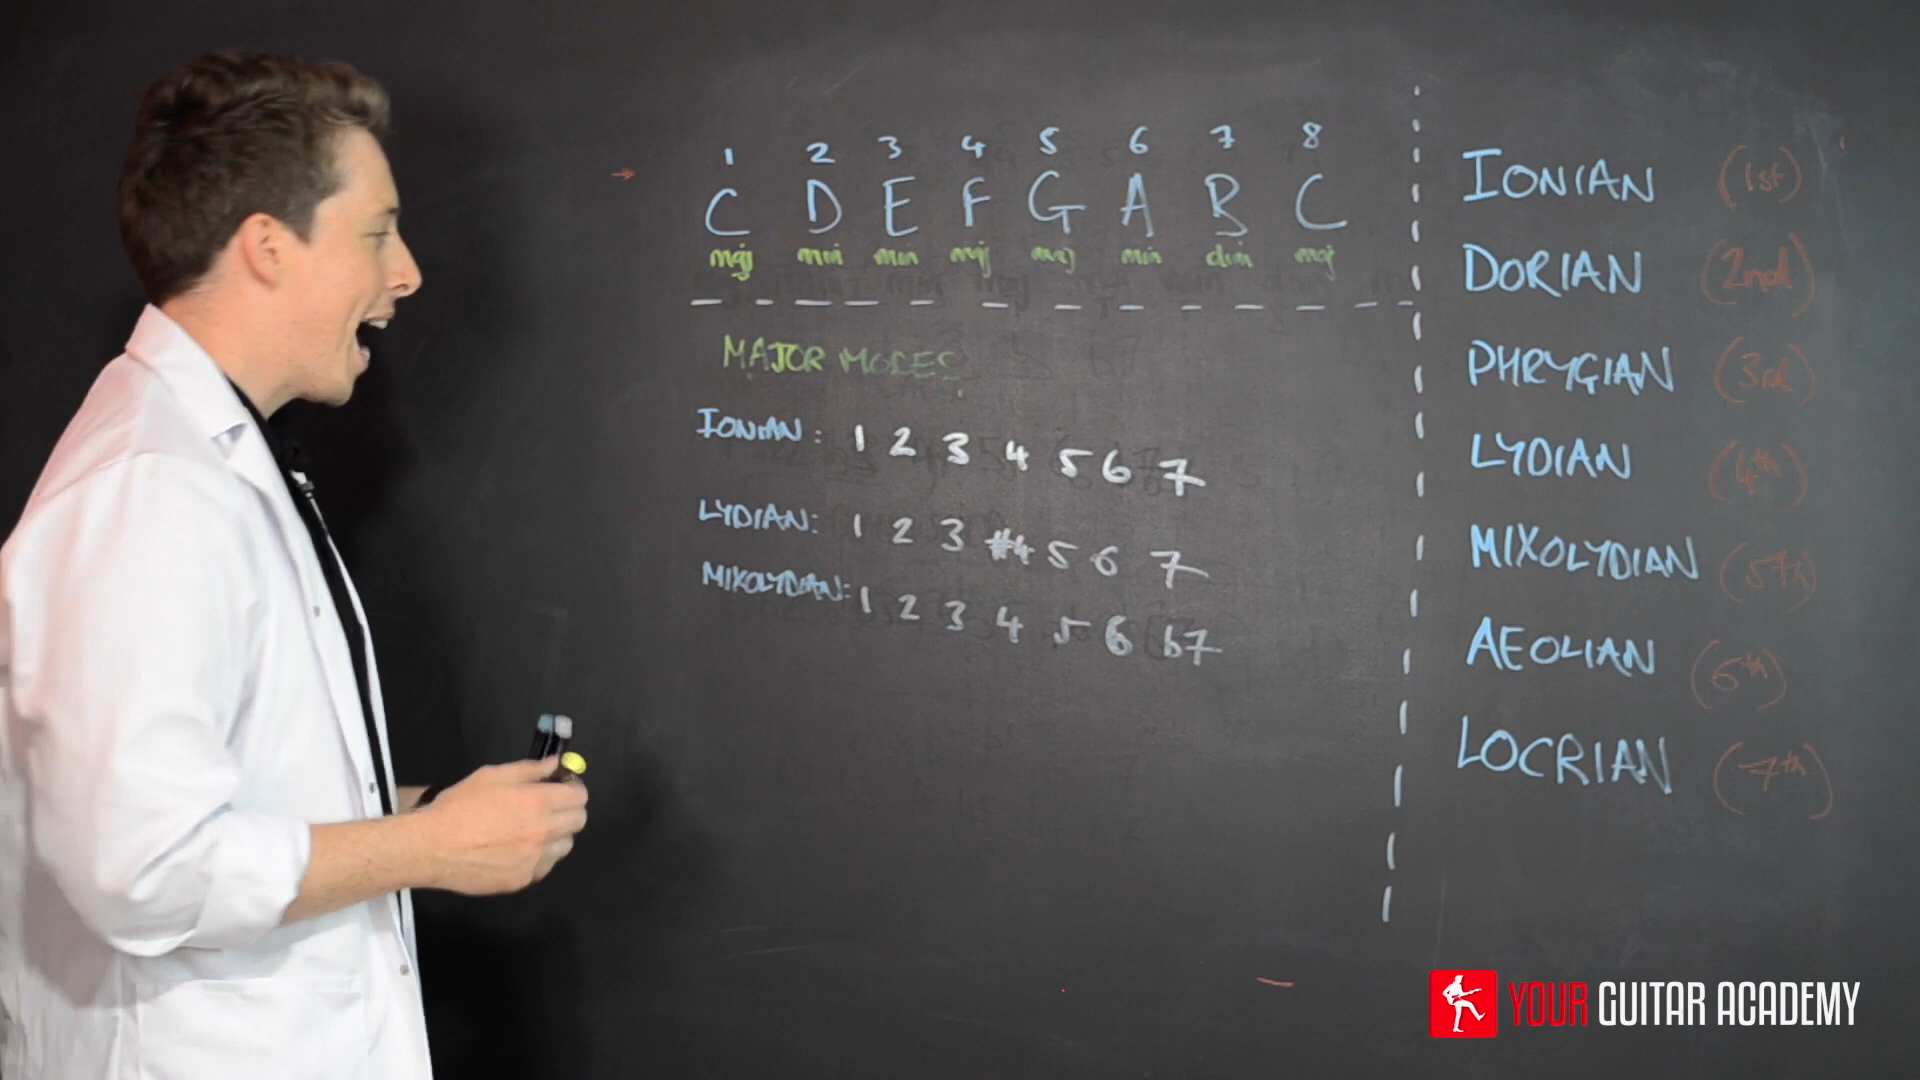 1 2 3 4 5 6 7 8
C D E F G A B C
maj min min maj maj min dim maj
MAJOR MODES
IONIAN: 1 2 3 4 5 6 7
LYDIAN: 1 2 3 #4 5 6 7
MIXOLYDIAN: 1 2 3 4 5 6 b7
IONIAN (1st)
DORIAN (2nd)
PHRYGIAN (3rd)
LYDIAN (4th)
MIXOLYDIAN (5th)
AEOLIAN (6th)
LOCRIAN (7th)
YOUR GUITAR ACADEMY